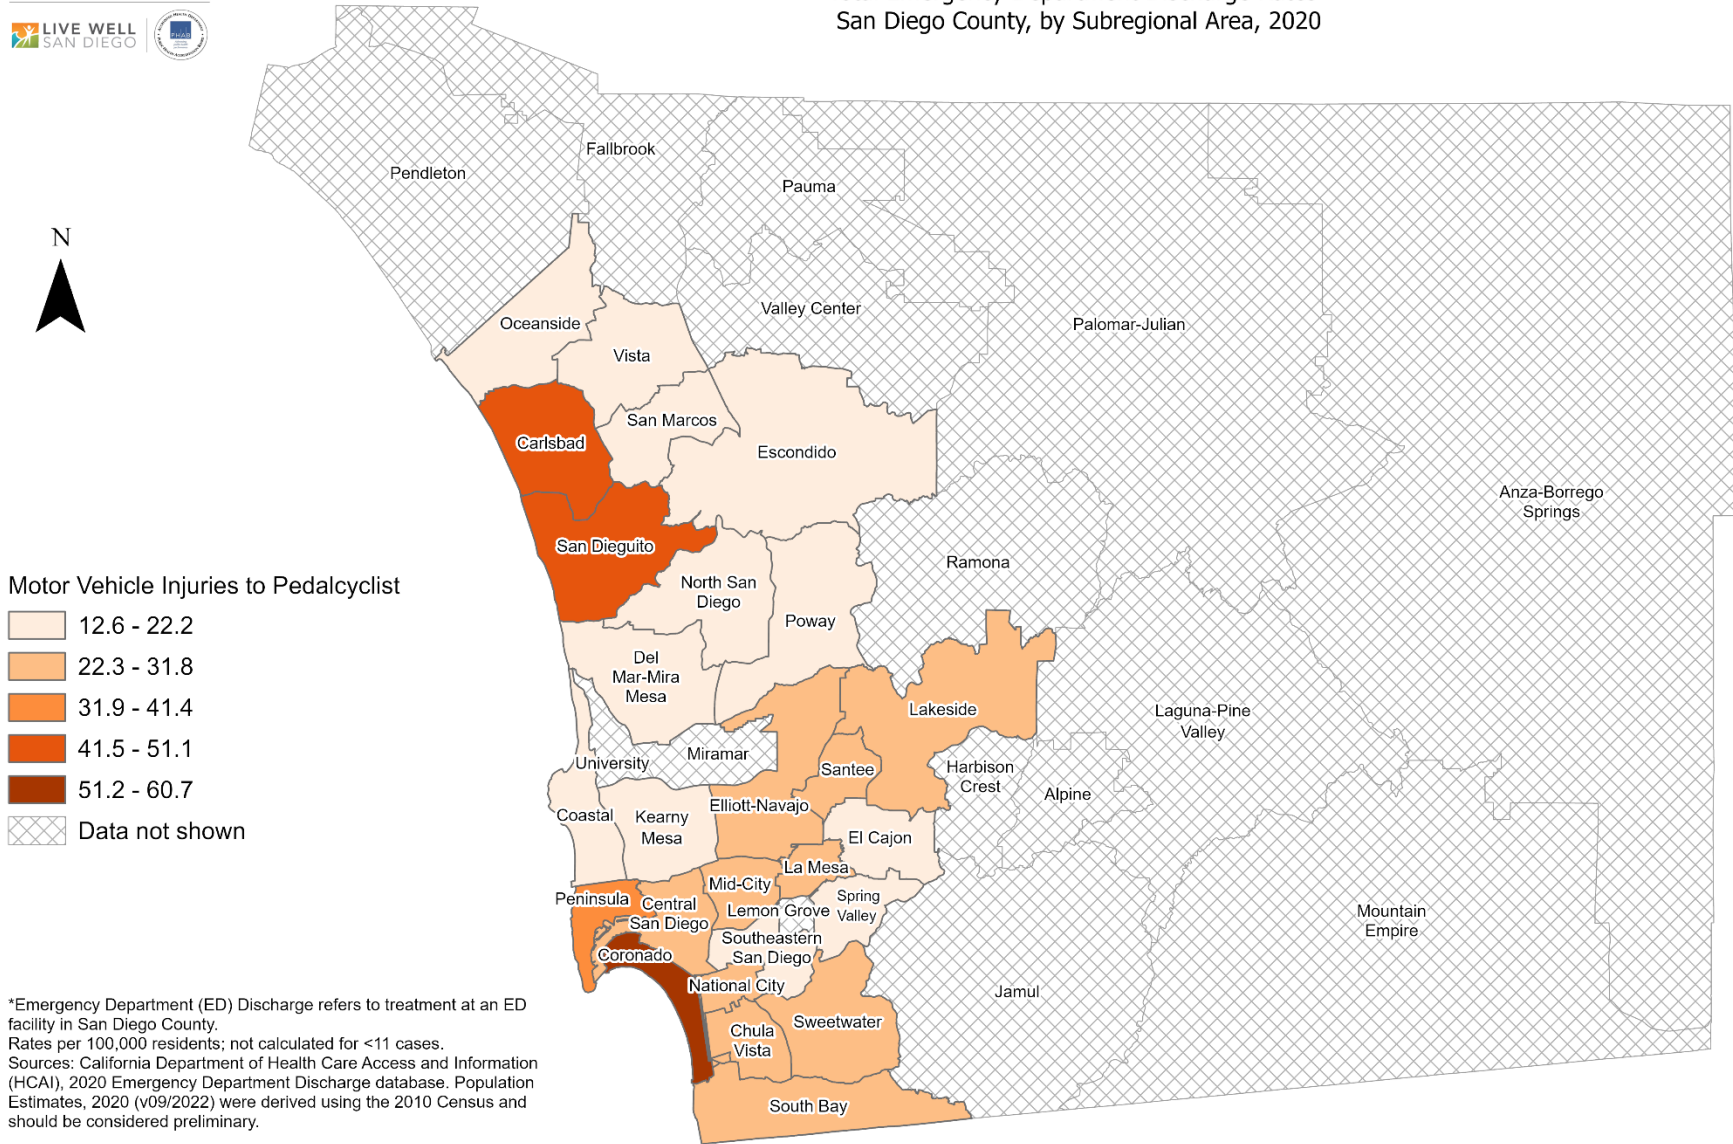 LIVE WELL
SAN DIEGO
PHAB
San Diego County, by Subregional Area, 2020
N
Pendleton
Fallbrook
Pauma
Valley Center
Palomar-Julian
Oceanside
Vista
San Marcos
Carlsbad
Escondido
Anza-Borrego
Springs
San Dieguito
Ramona
North San
Diego
Poway
Del
Mar-Mira
Mesa
Lakeside
Laguna-Pine
Valley
Miramar
University
Santee
Harbison
Crest
Alpine
Elliott-Navajo
Coastal
Kearny
Mesa
El Cajon
La Mesa
Mid-City
Peninsula
Central
San Diego
Lemon Grove
Spring
Valley
Mountain
Empire
Southeastern
San Diego
Coronado
National City
Jamul
Sweetwater
Chula
Vista
South Bay
Motor Vehicle Injuries to Pedalcyclist
12.6 - 22.2
22.3 - 31.8
31.9 - 41.4
41.5 - 51.1
51.2 - 60.7
Data not shown
*Emergency Department (ED) Discharge refers to treatment at an ED
facility in San Diego County.
Rates per 100,000 residents; not calculated for <11 cases.
Sources: California Department of Health Care Access and Information
(HCAI), 2020 Emergency Department Discharge database. Population
Estimates, 2020 (v09/2022) were derived using the 2010 Census and
should be considered preliminary.